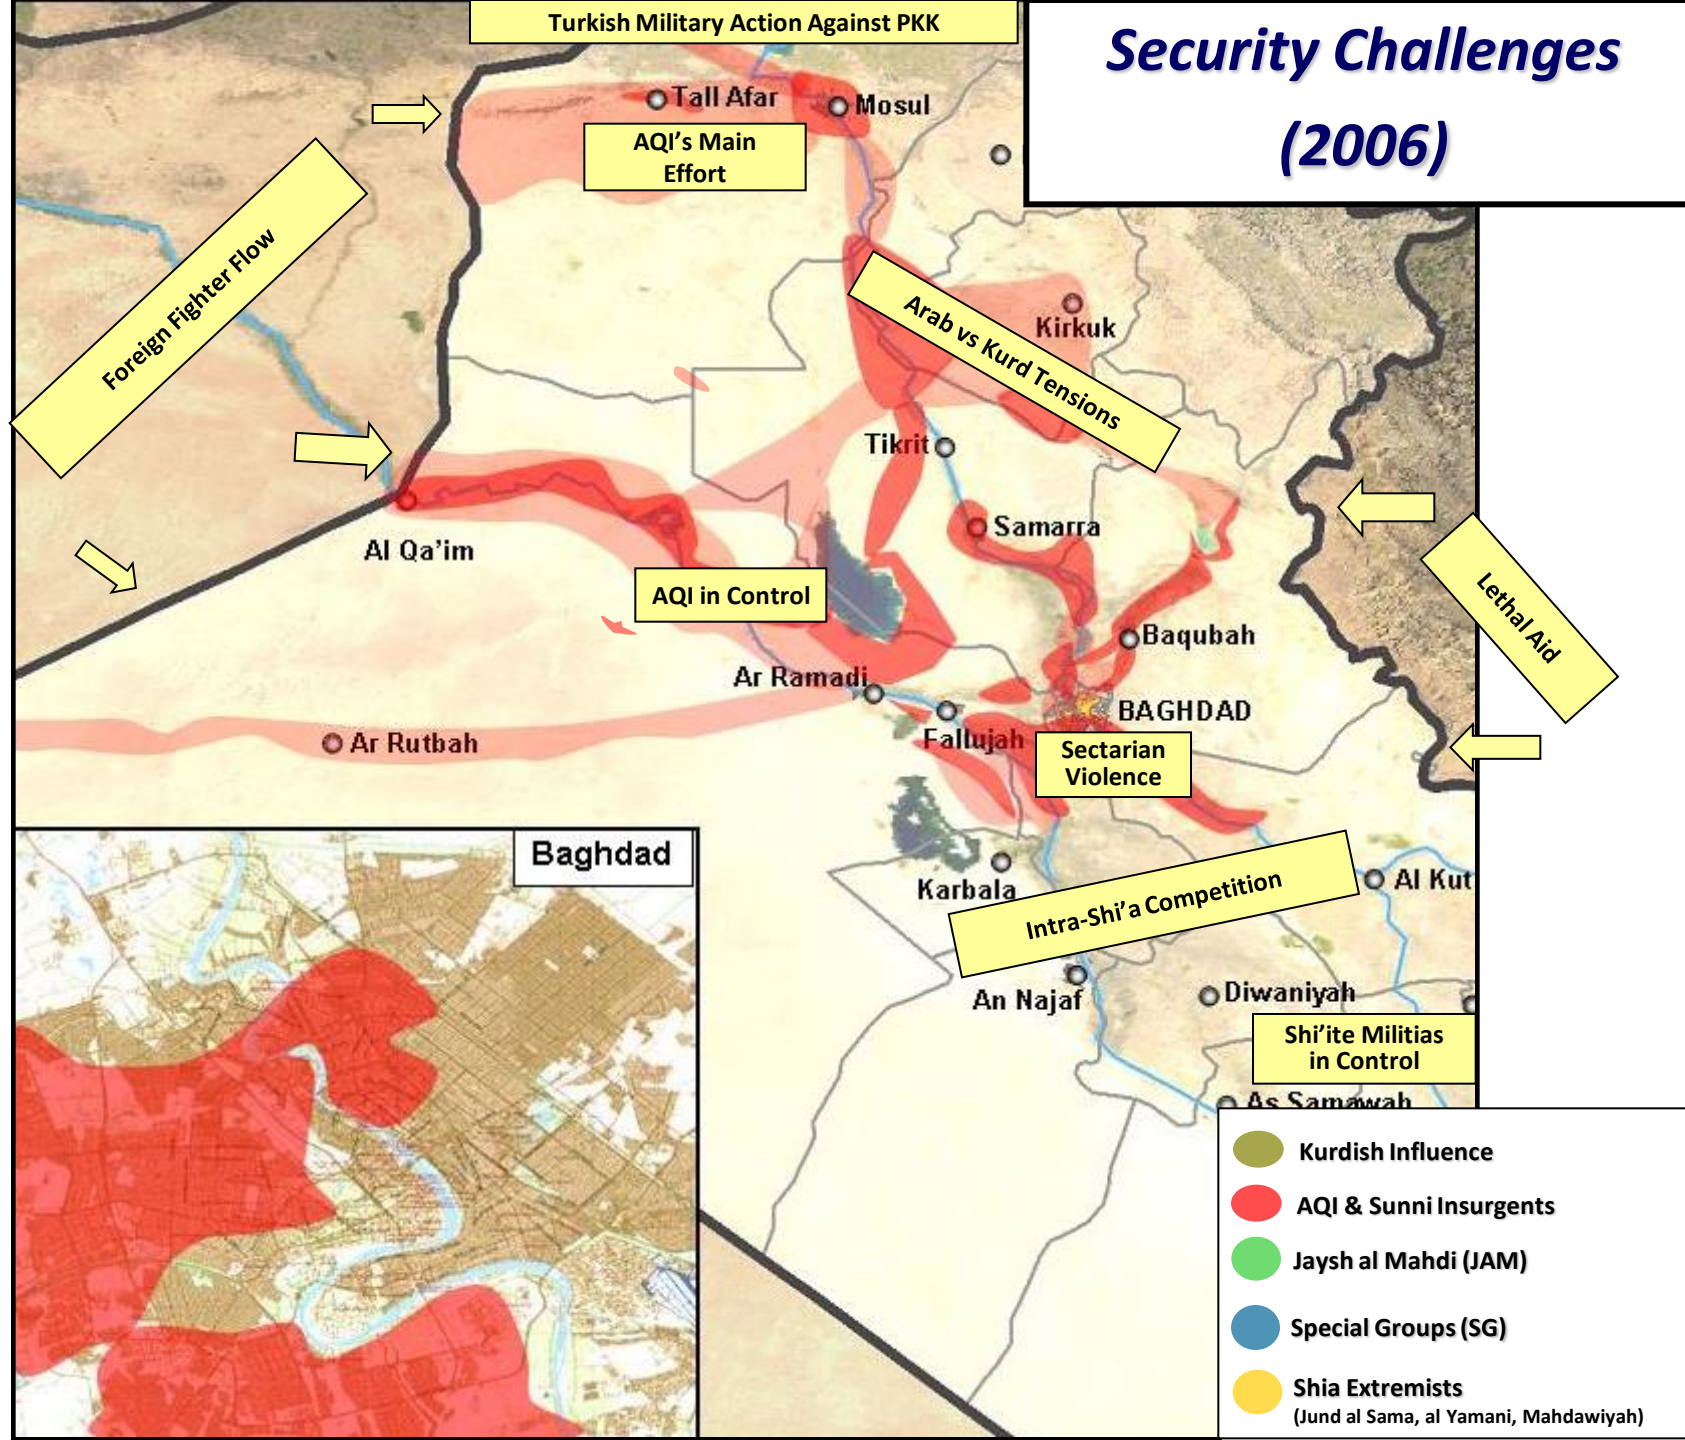 Turkish Military Action Against PKK
Security Challenges
(2006)
Tall Afar
Mosul
AQI’s Main
Effort
Foreign Fighter Flow
Arab vs Kurd Tensions
Kirkuk
Tikrit
Samarra
Al Qa’im
AQI in Control
Lethal Aid
Baqubah
Ar Ramadi
BAGHDAD
Fallujah
Ar Rutbah
Sectarian
Violence
Baghdad
Karbala
Al Kut
Intra-Shi’a Competition
An Najaf
Diwaniyah
Shi’ite Militias
in Control
As Samawah
Kurdish Influence
AQI & Sunni Insurgents
Jaysh al Mahdi (JAM)
Special Groups (SG)
Shia Extremists
(Jund al Sama, al Yamani, Mahdawiyah)